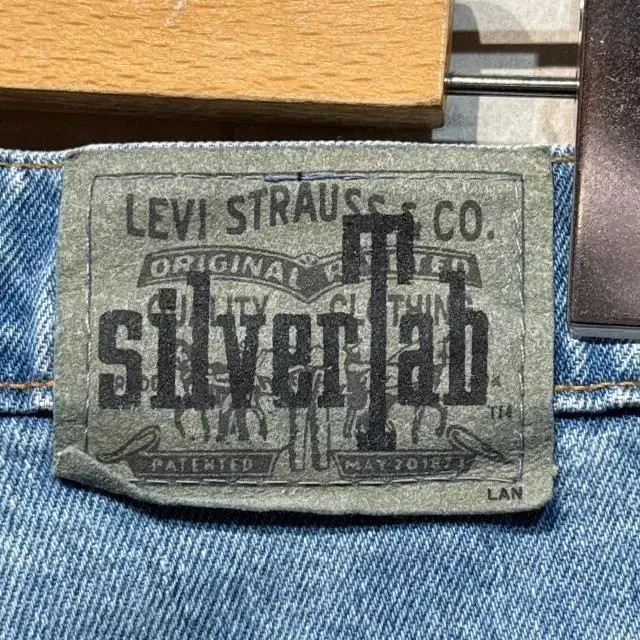 LEVI STRAUSS & CO.
ORIGINAL RIVETED
QUALITY CLOTHING
silverTab
TM
PATENTED MAY 20 1873
LAN